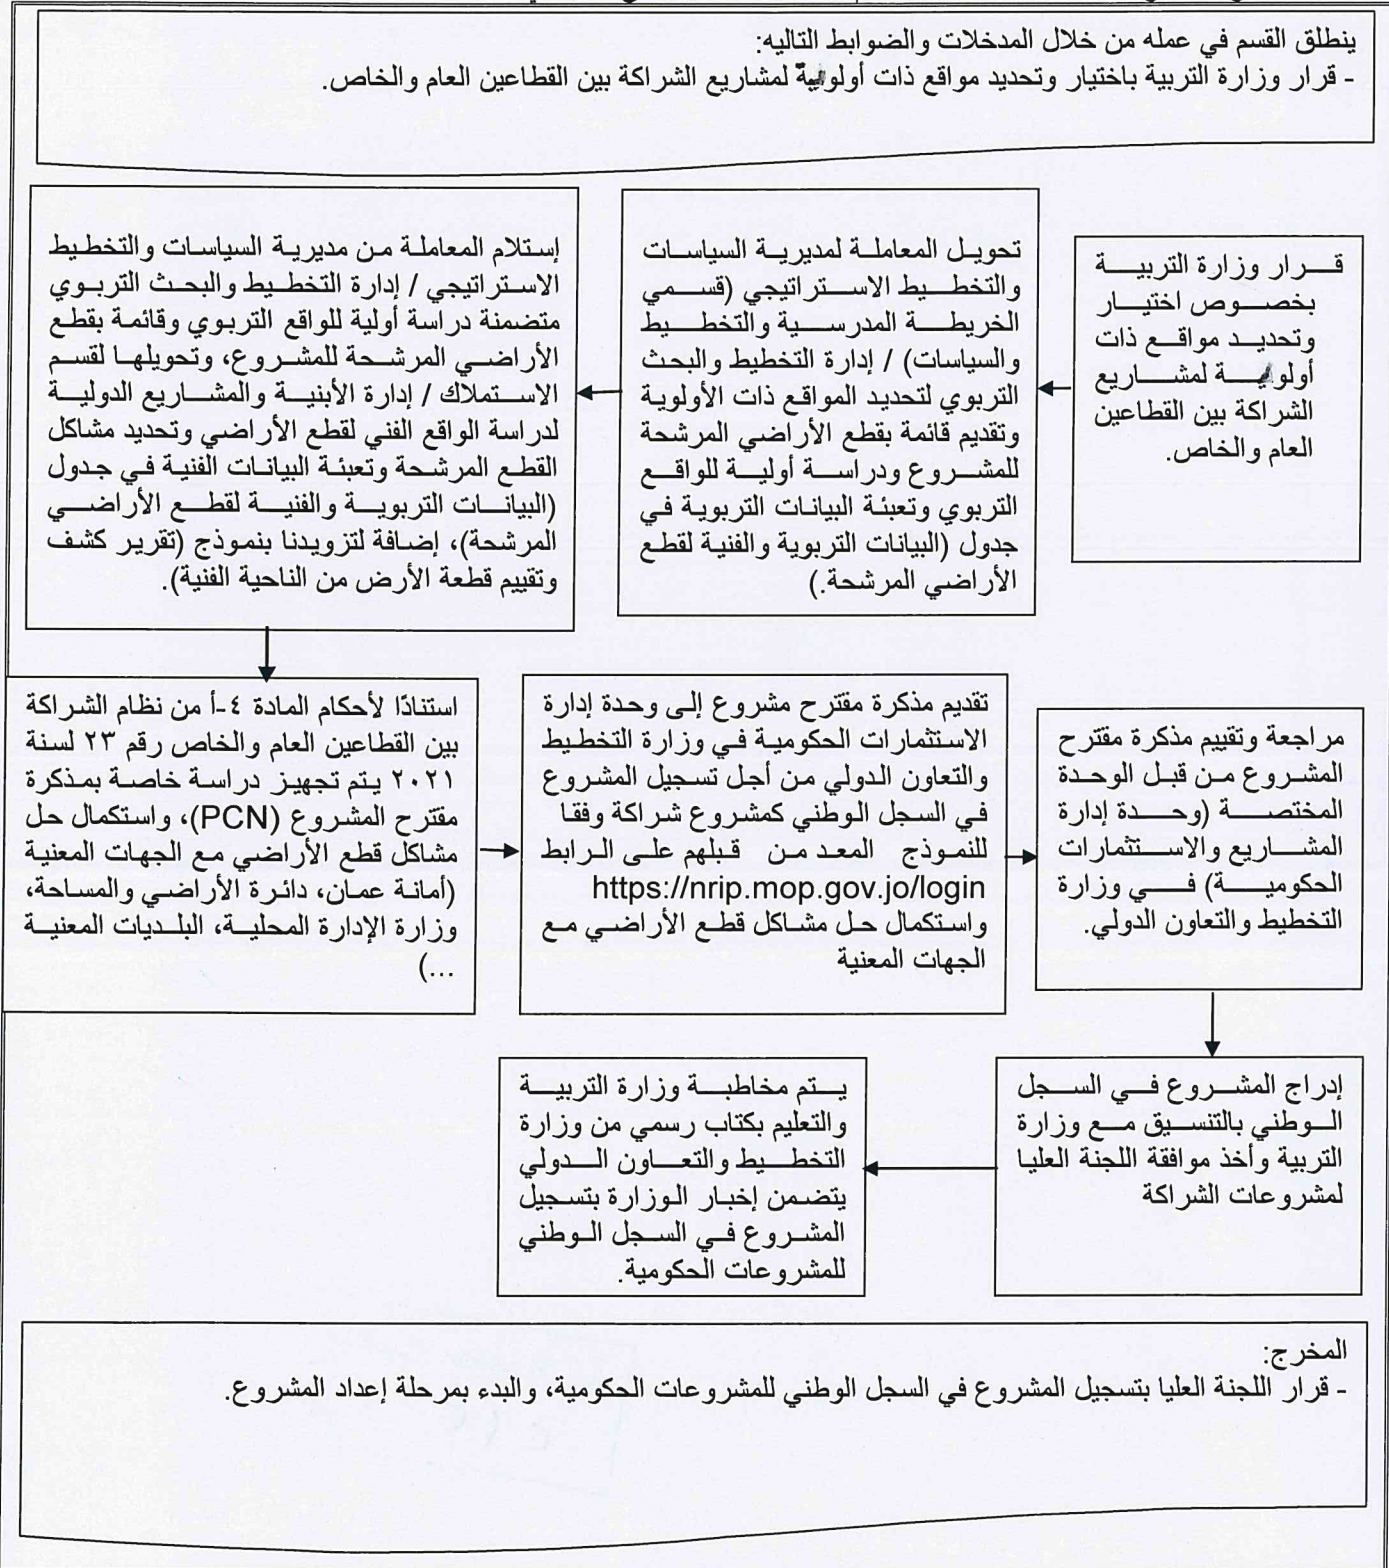 ينطلق القسم في عمله من خلال المدخلات والضوابط التاليه:
- قرار وزارة التربية باختيار وتحديد مواقع ذات أولوية لمشاريع الشراكة بين القطاعين العام والخاص.
قرار وزارة التربية
بخصوص اختيار
وتحديد مواقع ذات
أولوية لمشاريع
الشراكة بين القطاعين
العام والخاص.
تحويل المعاملة لمديرية السياسات
والتخطيط الاستراتيجي (قسمي
الخريطة المدرسية والتخطيط
والسياسات) / إدارة التخطيط والبحث
التربوي لتحديد المواقع ذات الأولوية
وتقديم قائمة بقطع الأراضي المرشحة
للمشروع ودراسة أولية للواقع
التربوي وتعبئة البيانات التربوية في
جدول (البيانات التربوية والفنية لقطع
الأراضي المرشحة.)
إستلام المعاملة من مديرية السياسات والتخطيط
الاستراتيجي / إدارة التخطيط والبحث التربوي
متضمنة دراسة أولية للواقع التربوي وقائمة بقطع
الأراضي المرشحة للمشروع، وتحويلها لقسم
الاستملاك / إدارة الأبنية والمشاريع الدولية
لدراسة الواقع الفني لقطع الأراضي وتحديد مشاكل
القطع المرشحة وتعبئة البيانات الفنية في جدول
(البيانات التربوية والفنية لقطع الأراضي
المرشحة)، إضافة لتزويدنا بنموذج (تقرير كشف
وتقييم قطعة الأرض من الناحية الفنية).
استنادًا لأحكام المادة ٤-أ من نظام الشراكة
بين القطاعين العام والخاص رقم ٢٣ لسنة
٢٠٢١ يتم تجهيز دراسة خاصة بمذكرة
مقترح المشروع (PCN)، واستكمال حل
مشاكل قطع الأراضي مع الجهات المعنية
(أمانة عمان، دائرة الأراضي والمساحة،
وزارة الإدارة المحلية، البلديات المعنية
...)
تقديم مذكرة مقترح مشروع إلى وحدة إدارة
الاستثمارات الحكومية في وزارة التخطيط
والتعاون الدولي من أجل تسجيل المشروع
في السجل الوطني كمشروع شراكة وفقا
للنموذج المعد من قبلهم على الرابط
https://nrip.mop.gov.jo/login
واستكمال حل مشاكل قطع الأراضي مع
الجهات المعنية
مراجعة وتقييم مذكرة مقترح
المشروع من قبل الوحدة
المختصة (وحدة إدارة
المشاريع والاستثمارات
الحكومية) في وزارة
التخطيط والتعاون الدولي.
إدراج المشروع في السجل
الوطني بالتنسيق مع وزارة
التربية وأخذ موافقة اللجنة العليا
لمشروعات الشراكة
يتم مخاطبة وزارة التربية
والتعليم بكتاب رسمي من وزارة
التخطيط والتعاون الدولي
يتضمن إخبار الوزارة بتسجيل
المشروع في السجل الوطني
للمشروعات الحكومية.
المخرج:
- قرار اللجنة العليا بتسجيل المشروع في السجل الوطني للمشروعات الحكومية، والبدء بمرحلة إعداد المشروع.